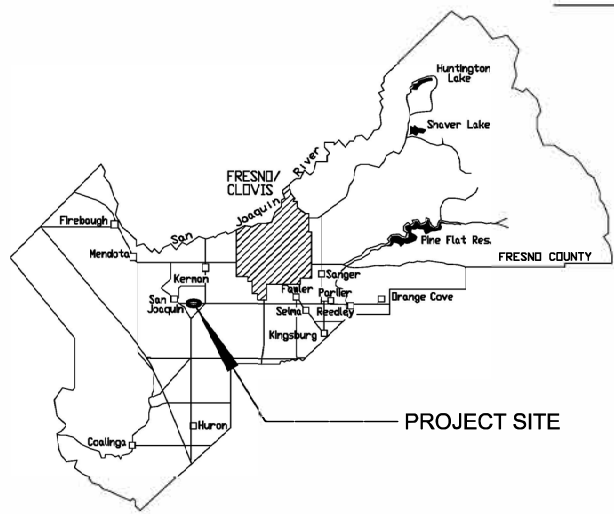 Huntington
Lake
Shaver Lake
FRESNO/
CLOVIS
San Joaquin River
Firebaugh
Mendota
Pine Flat Res.
FRESNO COUNTY
Kerman
Sanger
San
Joaquin
Fowler
Parlier
Orange Cove
Selma
Reedley
Kingsburg
PROJECT SITE
Huron
Coalinga